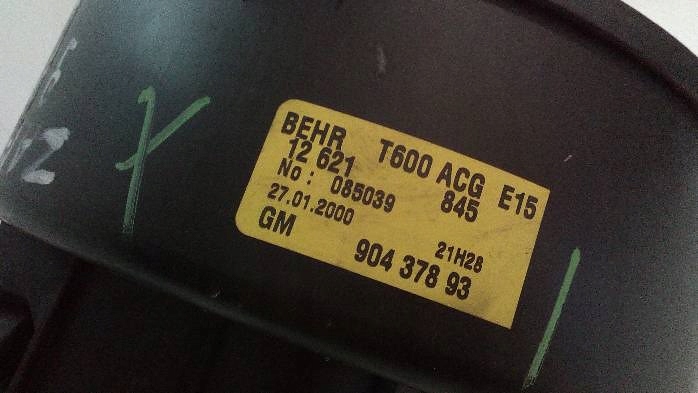 BEHR T600 ACG E15
12 621 845
No : 085039
27.01.2000 21H28
GM 904 378 93